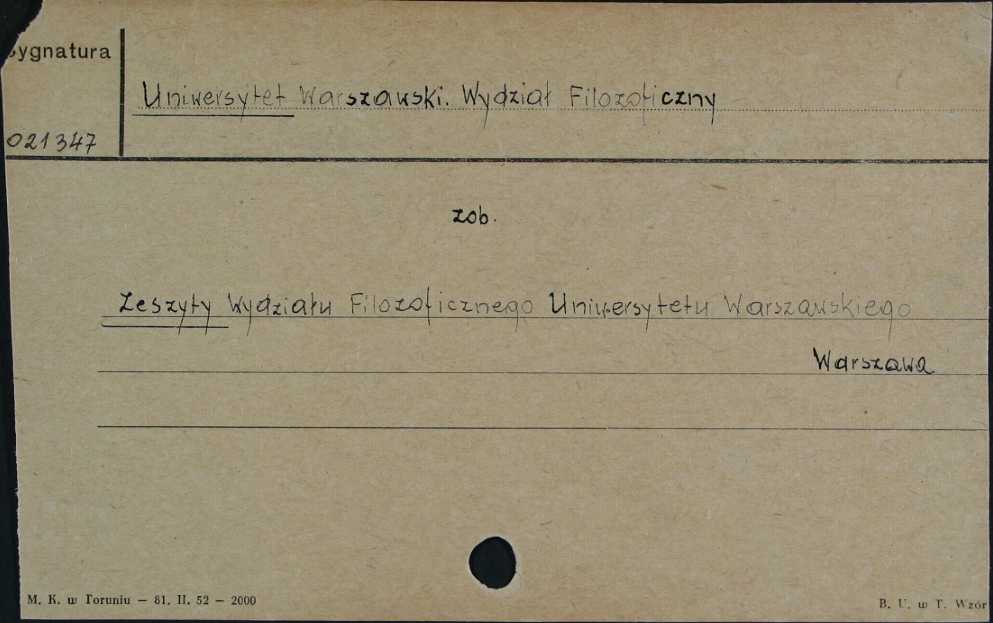 Sygnatura
Uniwersytet Warszawski. Wydział Filozoficzny
021347
zob.
Zeszyty Wydziału Filozoficznego Uniwersytetu Warszawskiego
Warszawa
M. K. w Toruniu — 81. II. 52 — 2000
B. U. w T. Wzór